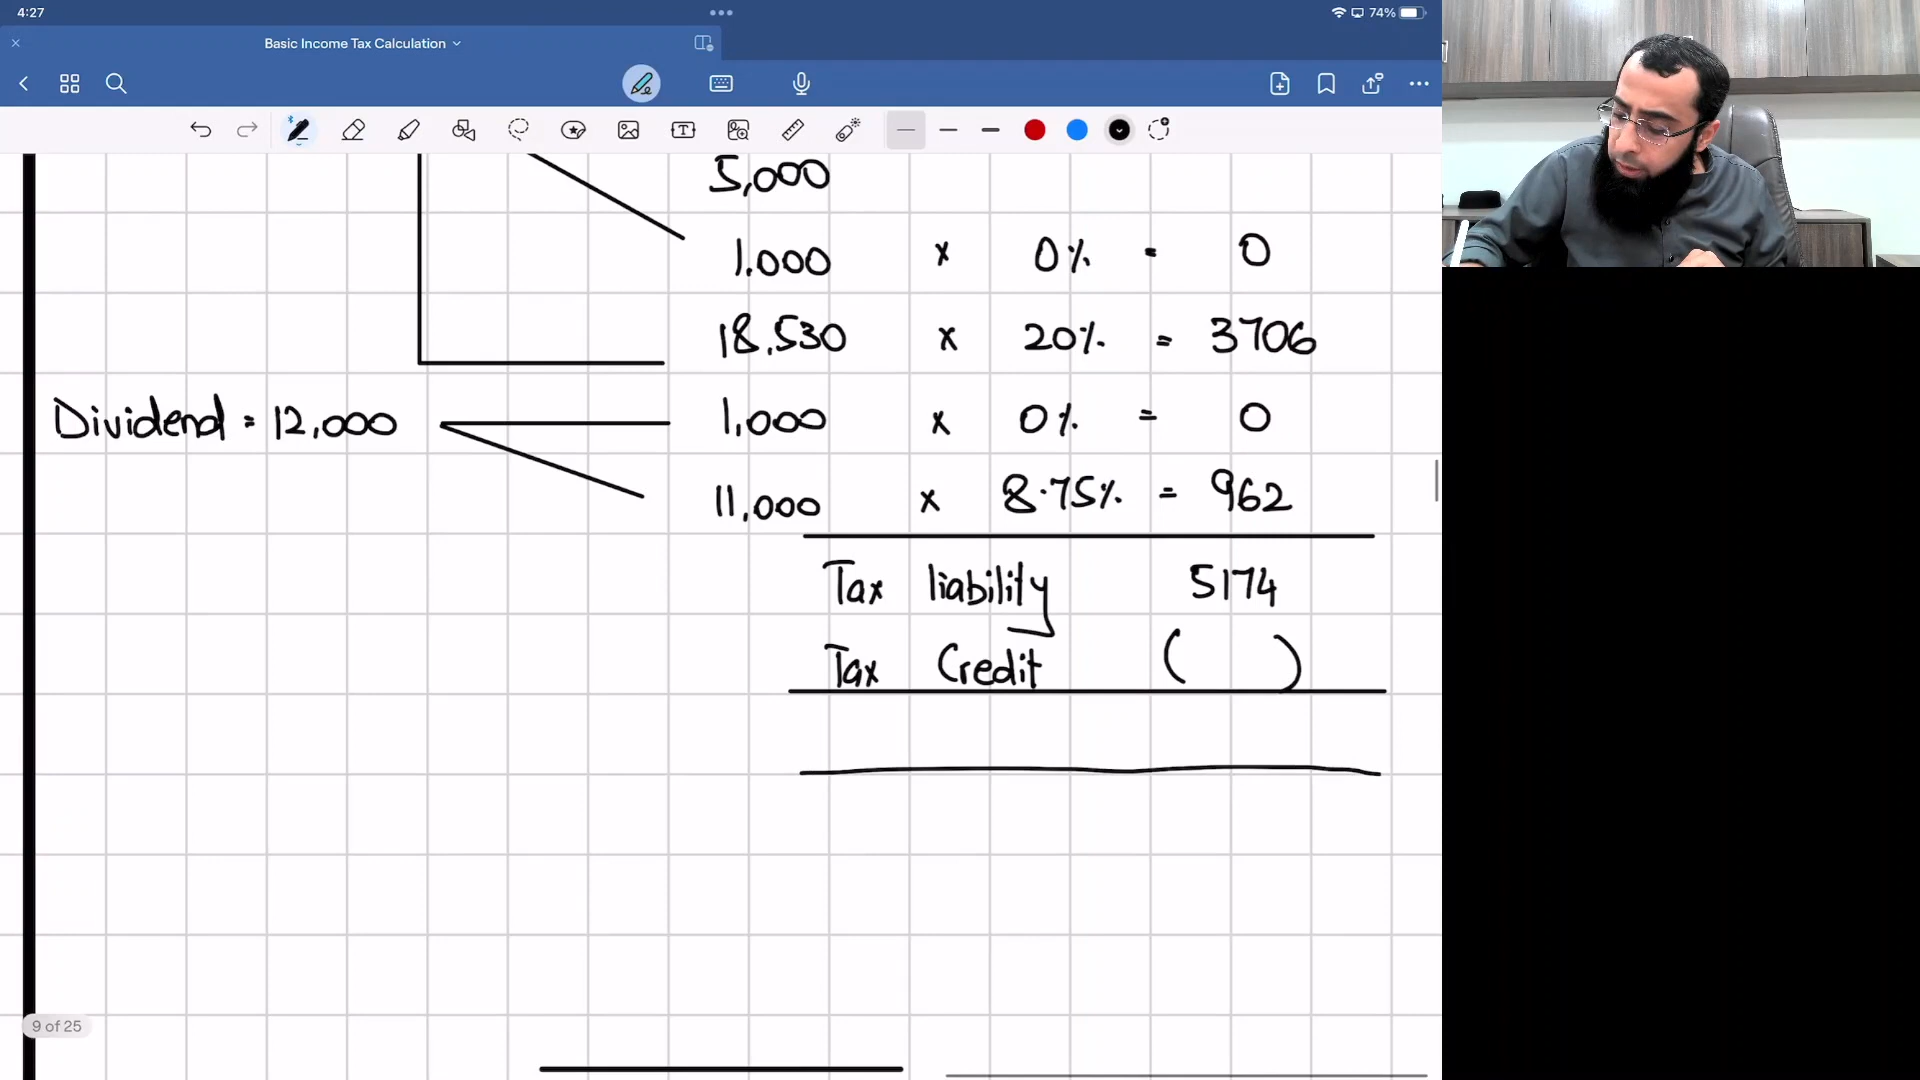 4:27
74%
Basic Income Tax Calculation
5,000
1.000 x 0% = 0
18.530 x 20% = 3706
Dividend = 12,000
1,000 x 0% = 0
11,000 x 8.75% = 962
Tax liability 5174
Tax Credit ( )
9 of 25